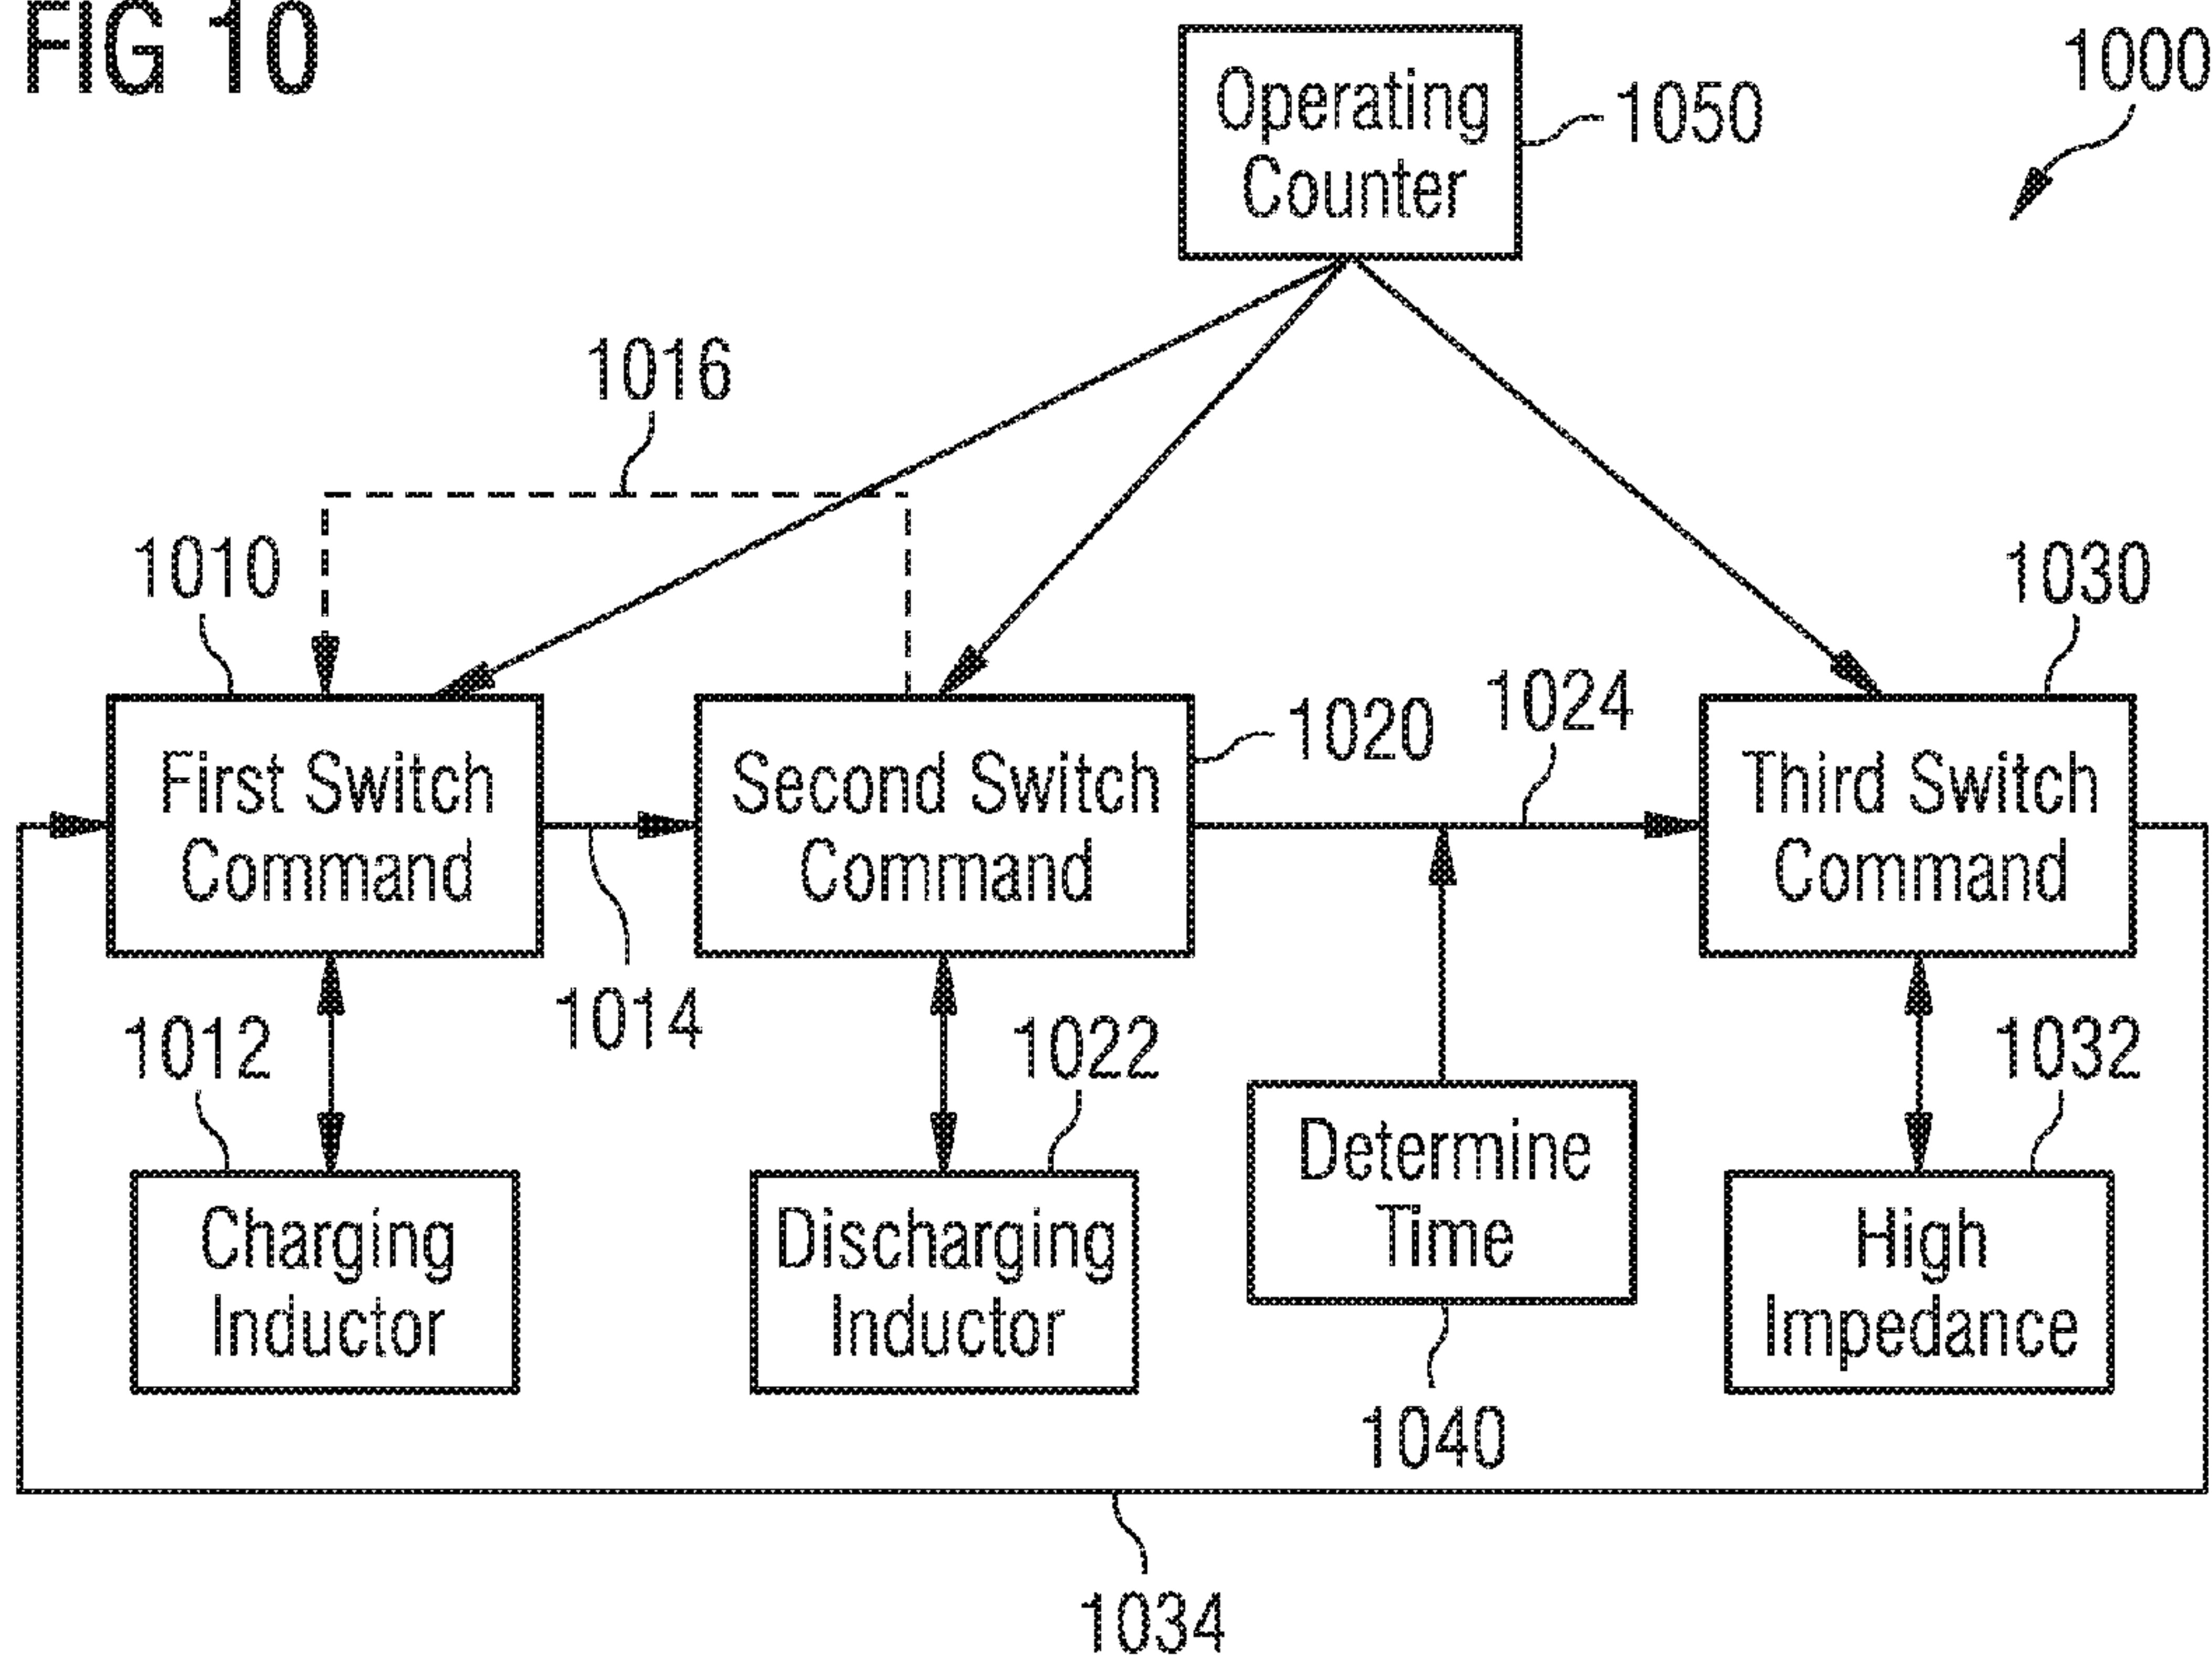 FIG 10
1000
Operating
Counter
1050
1016
1010
1030
First Switch
Command
Second Switch
Command
1020
1024
Third Switch
Command
1014
1012
1022
1032
Charging
Inductor
Discharging
Inductor
Determine
Time
High
Impedance
1040
1034